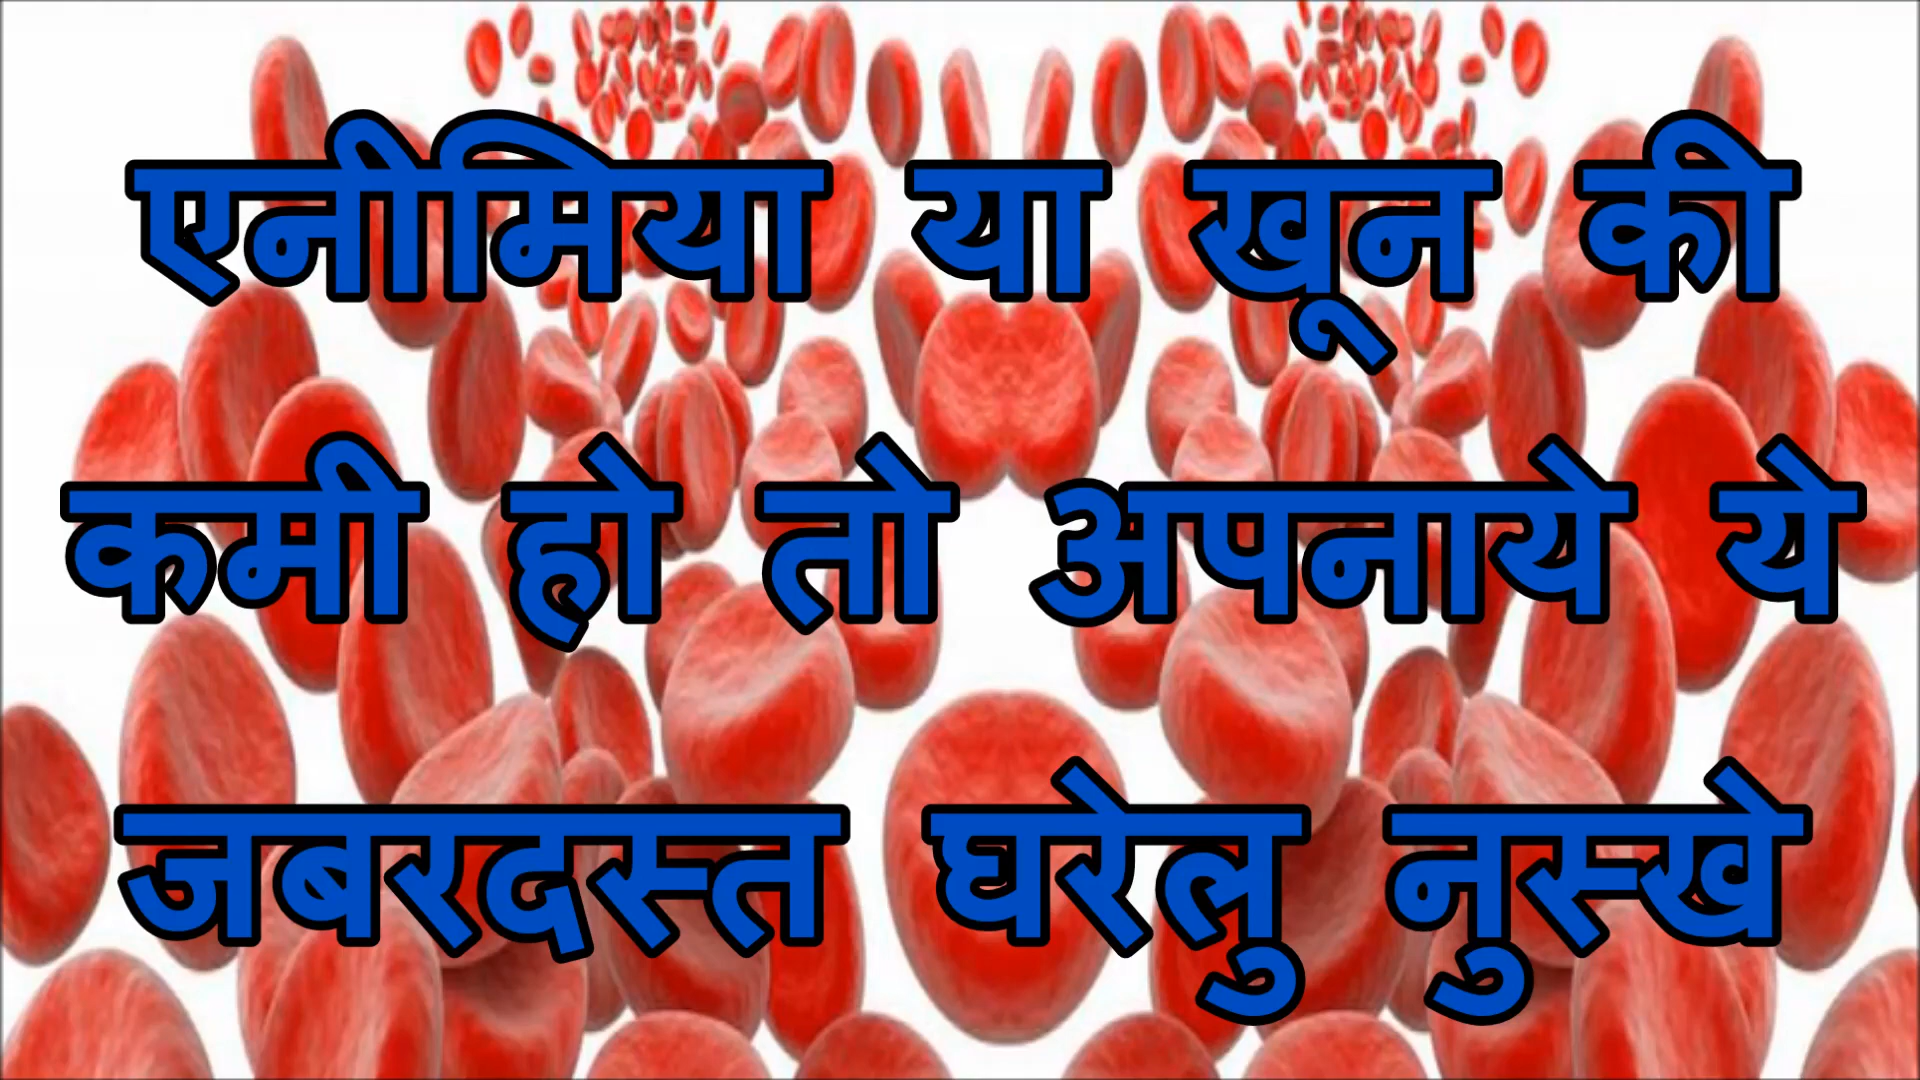 एनीमिया या खून की
कमी हो तो अपनाये ये
जबरदस्त घरेलु नुस्खे